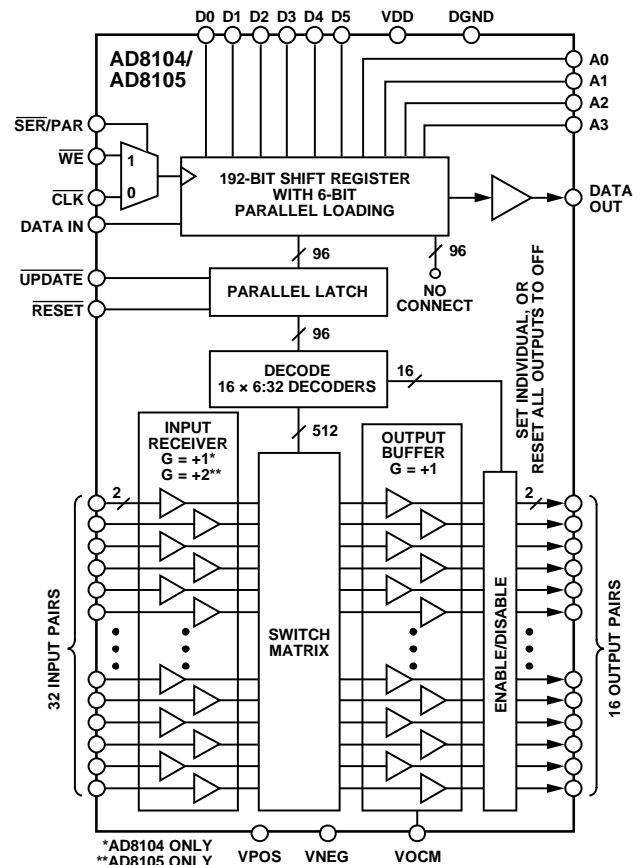 D0 D1 D2 D3 D4 D5 VDD DGND
AD8104/
AD8105
A0
A1
A2
A3
SER/PAR
WE
CLK
DATA IN
1
0
192-BIT SHIFT REGISTER
WITH 6-BIT
PARALLEL LOADING
DATA
OUT
96
96
NO
CONNECT
UPDATE
RESET
PARALLEL LATCH
96
DECODE
16 × 6:32 DECODERS
16
SET INDIVIDUAL, OR
RESET ALL OUTPUTS TO OFF
512
INPUT
RECEIVER
G = +1*
G = +2**
OUTPUT
BUFFER
G = +1
2
2
SWITCH
MATRIX
ENABLE/DISABLE
32 INPUT PAIRS
16 OUTPUT PAIRS
*AD8104 ONLY
**AD8105 ONLY
VPOS VNEG VOCM